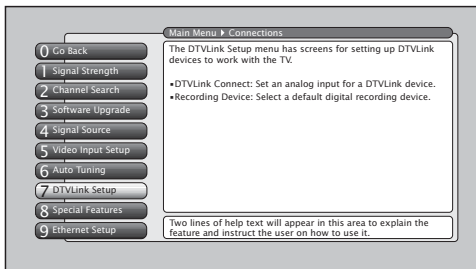 Main Menu ▸ Connections
0 Go Back
1 Signal Strength
2 Channel Search
3 Software Upgrade
4 Signal Source
5 Video Input Setup
6 Auto Tuning
7 DTVLink Setup
8 Special Features
9 Ethernet Setup
The DTVLink Setup menu has screens for setting up DTVLink
devices to work with the TV.
▪DTVLink Connect: Set an analog input for a DTVLink device.
▪Recording Device: Select a default digital recording device.
Two lines of help text will appear in this area to explain the
feature and instruct the user on how to use it.